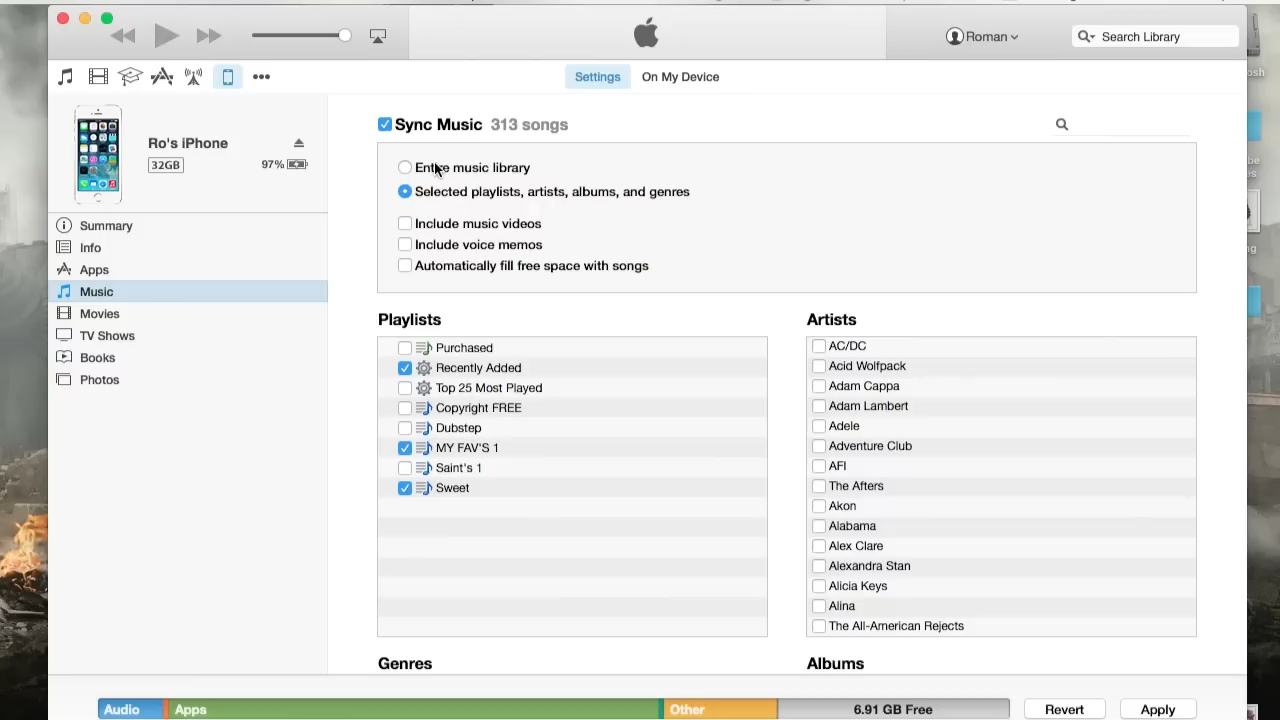 Roman
Search Library
Settings
On My Device
Ro's iPhone
32GB
97%
Summary
Info
Apps
Music
Movies
TV Shows
Books
Photos
Sync Music 313 songs
Entire music library
Selected playlists, artists, albums, and genres
Include music videos
Include voice memos
Automatically fill free space with songs
Playlists
Purchased
Recently Added
Top 25 Most Played
Copyright FREE
Dubstep
MY FAV'S 1
Saint's 1
Sweet
Artists
AC/DC
Acid Wolfpack
Adam Cappa
Adam Lambert
Adele
Adventure Club
AFI
The Afters
Akon
Alabama
Alex Clare
Alexandra Stan
Alicia Keys
Alina
The All-American Rejects
Genres
Albums
Audio
Apps
Other
6.91 GB Free
Revert
Apply